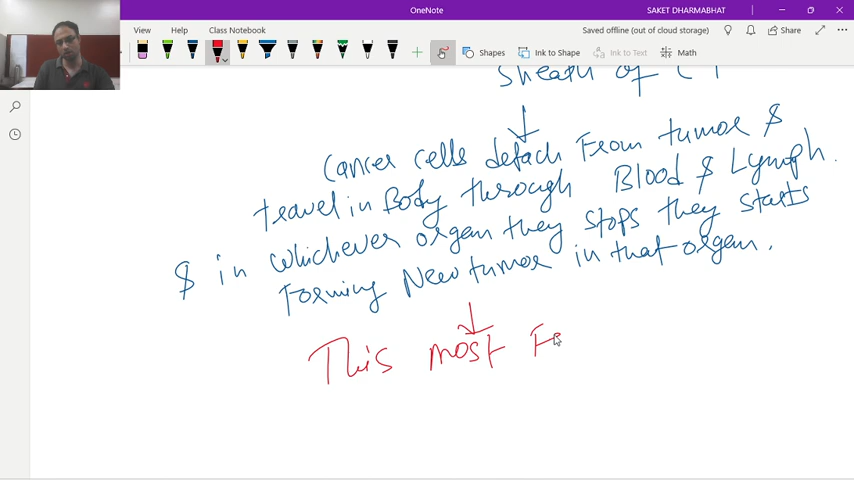 OneNote
SAKET DHARMABHAT
View Help Class Notebook
Saved offline (out of cloud storage) Share
Shapes Ink to Shape Ink to Text Math
sheath of CT
↓
Cancer cells detach From tumor &
travel in Body through Blood & Lymph.
& in whichever organ they stops they starts
Forming New tumor in that organ.
↓
This most Fe